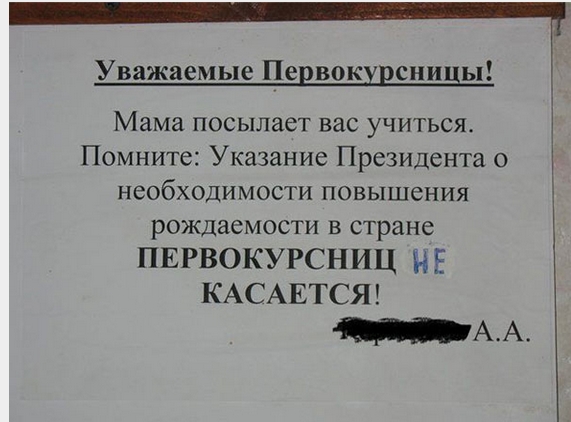 Уважаемые Первокурсницы!
Мама посылает вас учиться.
Помните: Указание Президента о
необходимости повышения
рождаемости в стране
ПЕРВОКУРСНИЦ НЕ
КАСАЕТСЯ!
А.А.